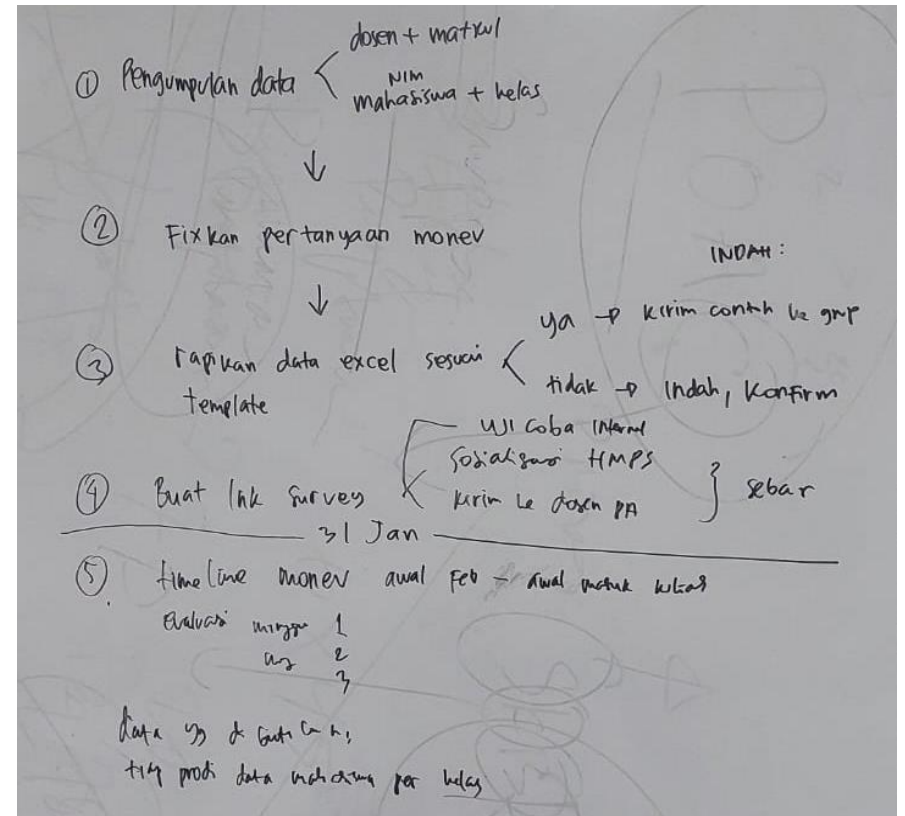 dosen + matkul
① Pengumpulan data
NIM
mahasiswa + kelas
② Fixkan pertanyaan monev
INDAH :
ya → kirim contoh ke grup
③ rapikan data excel sesuai
tidak → Indah, Konfirm
template
Uji Coba Internal
Sosialisasi HMPS
④ Buat link survey
kirim ke dosen PA
sebar
31 Jan
⑤ timeline monev awal Feb - awal masuk kelas
Evaluasi minggu 1
2
3
data yg di
tiap prodi data mahasiswa per kelas